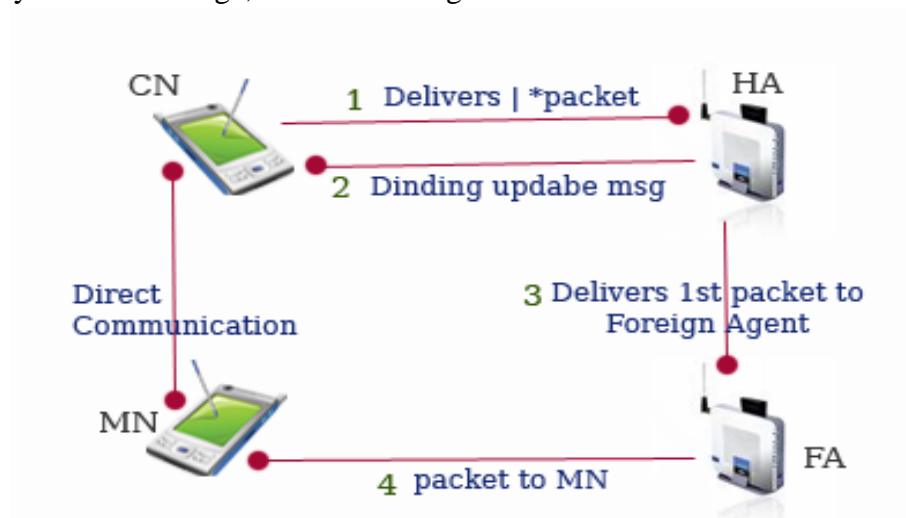 CN
HA
1 Delivers | *packet
2 Dinding updabe msg
Direct
Communication
3 Delivers 1st packet to
Foreign Agent
MN
FA
4 packet to MN